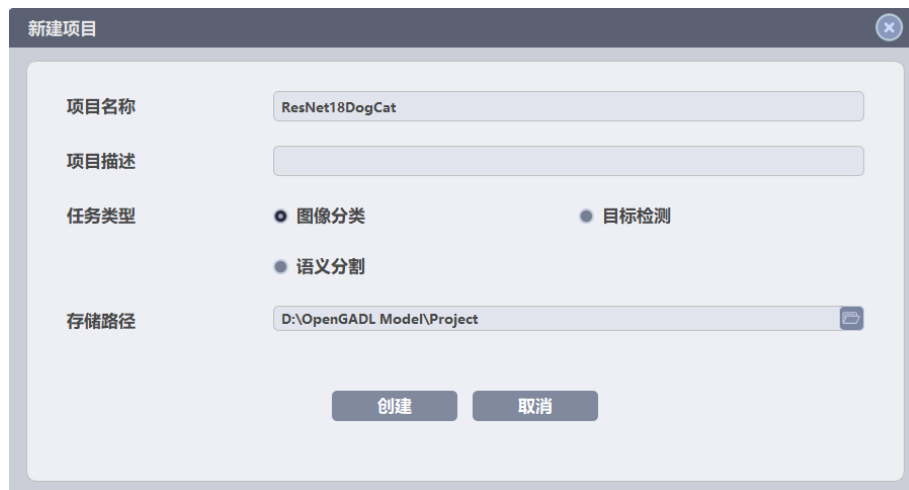 新建项目
项目名称 ResNet18DogCat
项目描述
任务类型 图像分类 目标检测
语义分割
存储路径 D:\OpenGADL Model\Project
创建 取消